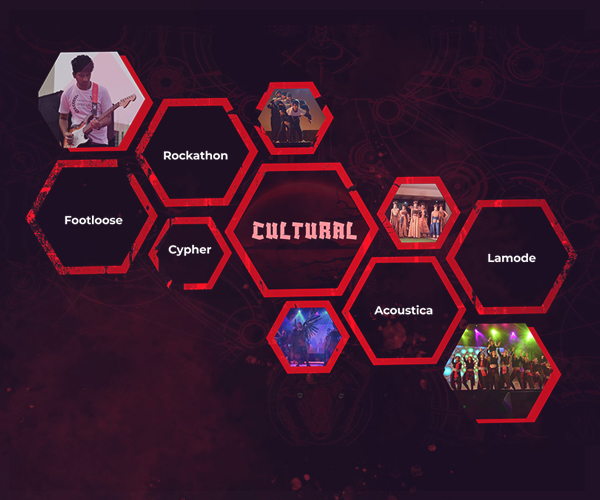 Rockathon
Footloose
Cypher
CULTURAL
Lamode
Acoustica